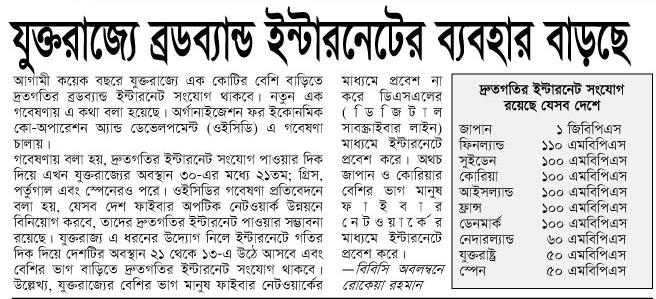 যুক্তরাজ্যে ব্রডব্যান্ড ইন্টারনেটের ব্যবহার বাড়ছে
আগামী কয়েক বছরে যুক্তরাজ্যে এক কোটির বেশি বাড়িতে
দ্রুতগতির ব্রডব্যান্ড ইন্টারনেট সংযোগ থাকবে। নতুন এক
গবেষণায় এ কথা বলা হয়েছে। অর্গানাইজেশন ফর ইকোনমিক
কো-অপারেশন অ্যান্ড ডেভেলপমেন্ট (ওইসিডি) এ গবেষণা
চালায়।
গবেষণায় বলা হয়, দ্রুতগতির ইন্টারনেট সংযোগ পাওয়ার দিক
দিয়ে এখন যুক্তরাজ্যের অবস্থান ৩০-এর মধ্যে ২১তম; গ্রিস,
পর্তুগাল এবং স্পেনেরও পরে। ওইসিডির গবেষণা প্রতিবেদনে
বলা হয়, যেসব দেশ ফাইবার অপটিক নেটওয়ার্ক উন্নয়নে
বিনিয়োগ করবে, তাদের দ্রুতগতির ইন্টারনেট পাওয়ার সম্ভাবনা
রয়েছে। যুক্তরাজ্য এ ধরনের উদ্যোগ নিলে ইন্টারনেটে গতির
দিক দিয়ে দেশটির অবস্থান ২১ থেকে ১৩-এ উঠে আসবে এবং
বেশির ভাগ বাড়িতে দ্রুতগতির ইন্টারনেট সংযোগ থাকবে।
উল্লেখ্য, যুক্তরাজ্যের বেশির ভাগ মানুষ ফাইবার নেটওয়ার্কের
মাধ্যমে প্রবেশ না
করে ডিএসএলের
(ডিজিটাল
সাবস্ক্রাইবার লাইন)
মাধ্যমে ইন্টারনেটে
প্রবেশ করে। অথচ
জাপান ও কোরিয়ার
বেশির ভাগ মানুষ
ফাইবার
নেটওয়ার্কের
মাধ্যমে ইন্টারনেটে
প্রবেশ করে।
—বিবিসি অবলম্বনে
রোকেয়া রহমান
দ্রুতগতির ইন্টারনেট সংযোগ
রয়েছে যেসব দেশে
জাপান ১ জিবিপিএস
ফিনল্যান্ড ১১০ এমবিপিএস
সুইডেন ১০০ এমবিপিএস
কোরিয়া ১০০ এমবিপিএস
আইসল্যান্ড ১০০ এমবিপিএস
ফ্রান্স ১০০ এমবিপিএস
ডেনমার্ক ১০০ এমবিপিএস
নেদারল্যান্ড ৬০ এমবিপিএস
যুক্তরাষ্ট্র ৫০ এমবিপিএস
স্পেন ৫০ এমবিপিএস